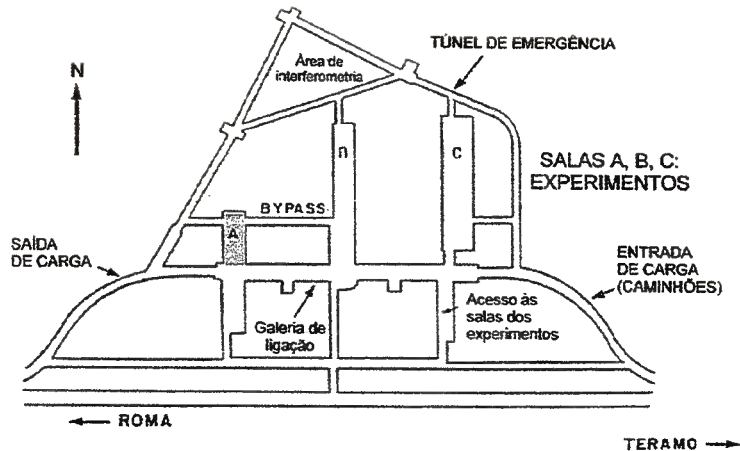 TÚNEL DE EMERGÊNCIA
Área de
interferometria
N
B
C
SALAS A, B, C:
EXPERIMENTOS
BYPASS
A
SAÍDA
DE CARGA
ENTRADA
DE CARGA
(CAMINHÕES)
Galeria de
ligação
Acesso às
salas dos
experimentos
ROMA
TERAMO